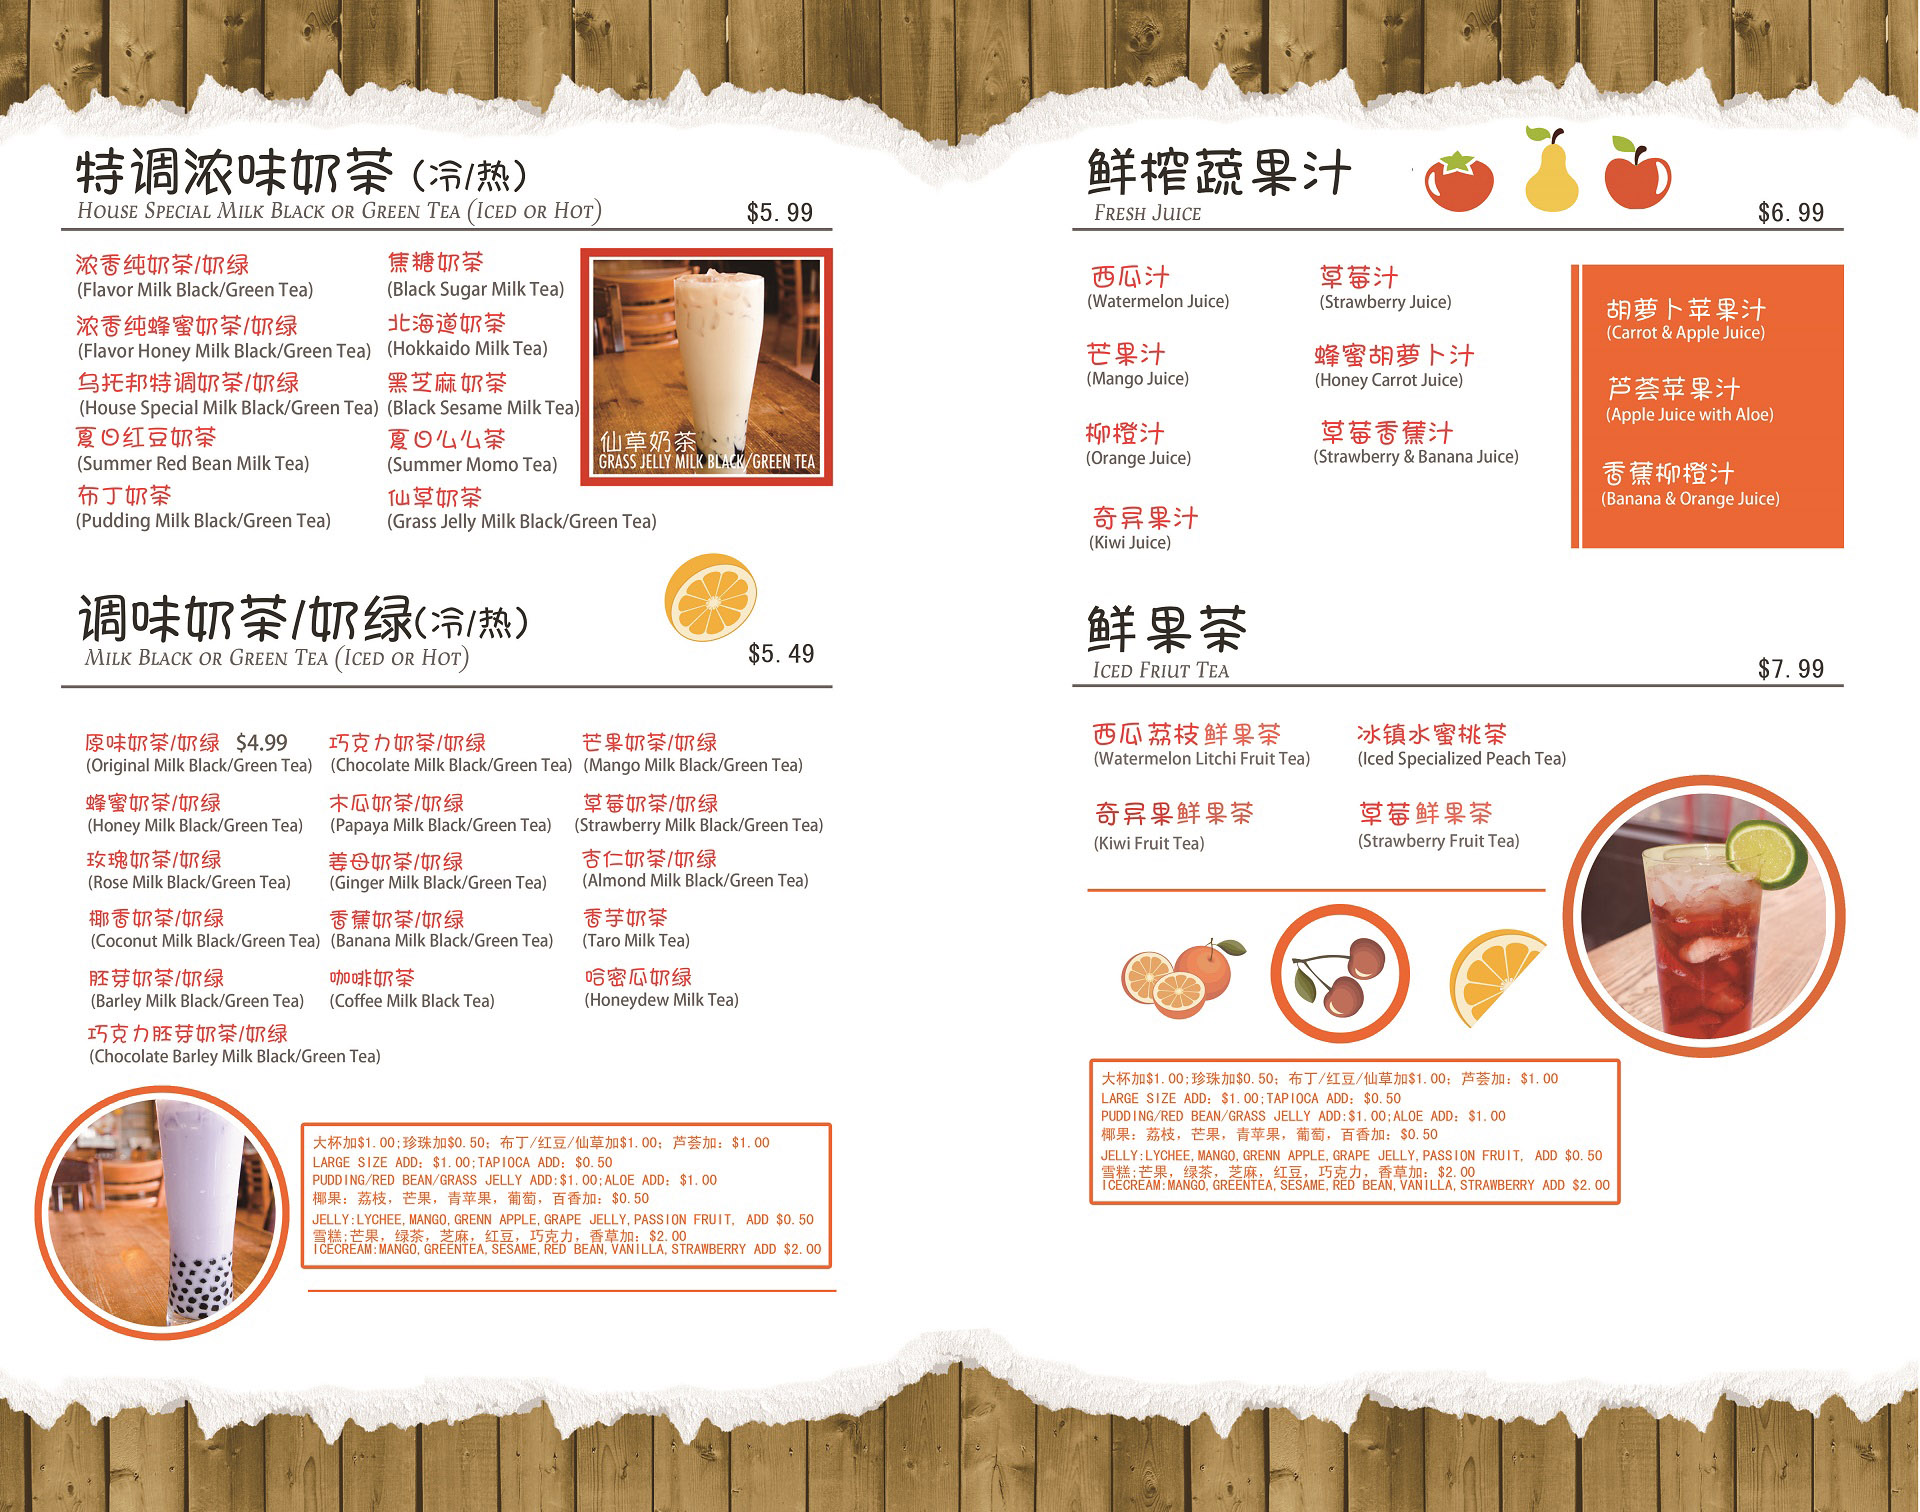 特调浓味奶茶 (冷/热)
House Special Milk Black or Green Tea (Iced or Hot)
$5.99
浓香纯奶茶/奶绿
(Flavor Milk Black/Green Tea)
浓香纯蜂蜜奶茶/奶绿
(Flavor Honey Milk Black/Green Tea)
乌托邦特调奶茶/奶绿
(House Special Milk Black/Green Tea)
夏日红豆奶茶
(Summer Red Bean Milk Tea)
布丁奶茶
(Pudding Milk Black/Green Tea)
焦糖奶茶
(Black Sugar Milk Tea)
北海道奶茶
(Hokkaido Milk Tea)
黑芝麻奶茶
(Black Sesame Milk Tea)
夏日么么茶
(Summer Momo Tea)
仙草奶茶
(Grass Jelly Milk Black/Green Tea)
仙草奶茶
GRASS JELLY MILK BLACK/GREEN TEA
调味奶茶/奶绿(冷/热)
Milk Black or Green Tea (Iced or Hot)
$5.49
原味奶茶/奶绿 $4.99
(Original Milk Black/Green Tea)
蜂蜜奶茶/奶绿
(Honey Milk Black/Green Tea)
玫瑰奶茶/奶绿
(Rose Milk Black/Green Tea)
椰香奶茶/奶绿
(Coconut Milk Black/Green Tea)
胚芽奶茶/奶绿
(Barley Milk Black/Green Tea)
巧克力胚芽奶茶/奶绿
(Chocolate Barley Milk Black/Green Tea)
巧克力奶茶/奶绿
(Chocolate Milk Black/Green Tea)
木瓜奶茶/奶绿
(Papaya Milk Black/Green Tea)
姜母奶茶/奶绿
(Ginger Milk Black/Green Tea)
香蕉奶茶/奶绿
(Banana Milk Black/Green Tea)
咖啡奶茶
(Coffee Milk Black Tea)
芒果奶茶/奶绿
(Mango Milk Black/Green Tea)
草莓奶茶/奶绿
(Strawberry Milk Black/Green Tea)
杏仁奶茶/奶绿
(Almond Milk Black/Green Tea)
香芋奶茶
(Taro Milk Tea)
哈密瓜奶绿
(Honeydew Milk Tea)
大杯加$1.00;珍珠加$0.50; 布丁/红豆/仙草加$1.00; 芦荟加: $1.00
LARGE SIZE ADD: $1.00;TAPIOCA ADD: $0.50
PUDDING/RED BEAN/GRASS JELLY ADD:$1.00;ALOE ADD: $1.00
椰果: 荔枝, 芒果, 青苹果, 葡萄, 百香加: $0.50
JELLY:LYCHEE,MANGO,GRENN APPLE,GRAPE JELLY,PASSION FRUIT, ADD $0.50
雪糕:芒果, 绿茶, 芝麻, 红豆, 巧克力, 香草加: $2.00
ICECREAM:MANGO,GREENTEA,SESAME,RED BEAN,VANILLA,STRAWBERRY ADD $2.00
鲜榨蔬果汁
Fresh Juice
$6.99
西瓜汁
(Watermelon Juice)
芒果汁
(Mango Juice)
柳橙汁
(Orange Juice)
奇异果汁
(Kiwi Juice)
草莓汁
(Strawberry Juice)
蜂蜜胡萝卜汁
(Honey Carrot Juice)
草莓香蕉汁
(Strawberry & Banana Juice)
胡萝卜苹果汁
(Carrot & Apple Juice)
芦荟苹果汁
(Apple Juice with Aloe)
香蕉柳橙汁
(Banana & Orange Juice)
鲜果茶
Iced Friut Tea
$7.99
西瓜荔枝鲜果茶
(Watermelon Litchi Fruit Tea)
奇异果鲜果茶
(Kiwi Fruit Tea)
冰镇水蜜桃茶
(Iced Specialized Peach Tea)
草莓鲜果茶
(Strawberry Fruit Tea)
大杯加$1.00;珍珠加$0.50; 布丁/红豆/仙草加$1.00; 芦荟加: $1.00
LARGE SIZE ADD: $1.00;TAPIOCA ADD: $0.50
PUDDING/RED BEAN/GRASS JELLY ADD:$1.00;ALOE ADD: $1.00
椰果: 荔枝, 芒果, 青苹果, 葡萄, 百香加: $0.50
JELLY:LYCHEE,MANGO,GRENN APPLE,GRAPE JELLY,PASSION FRUIT, ADD $0.50
雪糕:芒果, 绿茶, 芝麻, 红豆, 巧克力, 香草加: $2.00
ICECREAM:MANGO,GREENTEA,SESAME,RED BEAN,VANILLA,STRAWBERRY ADD $2.00